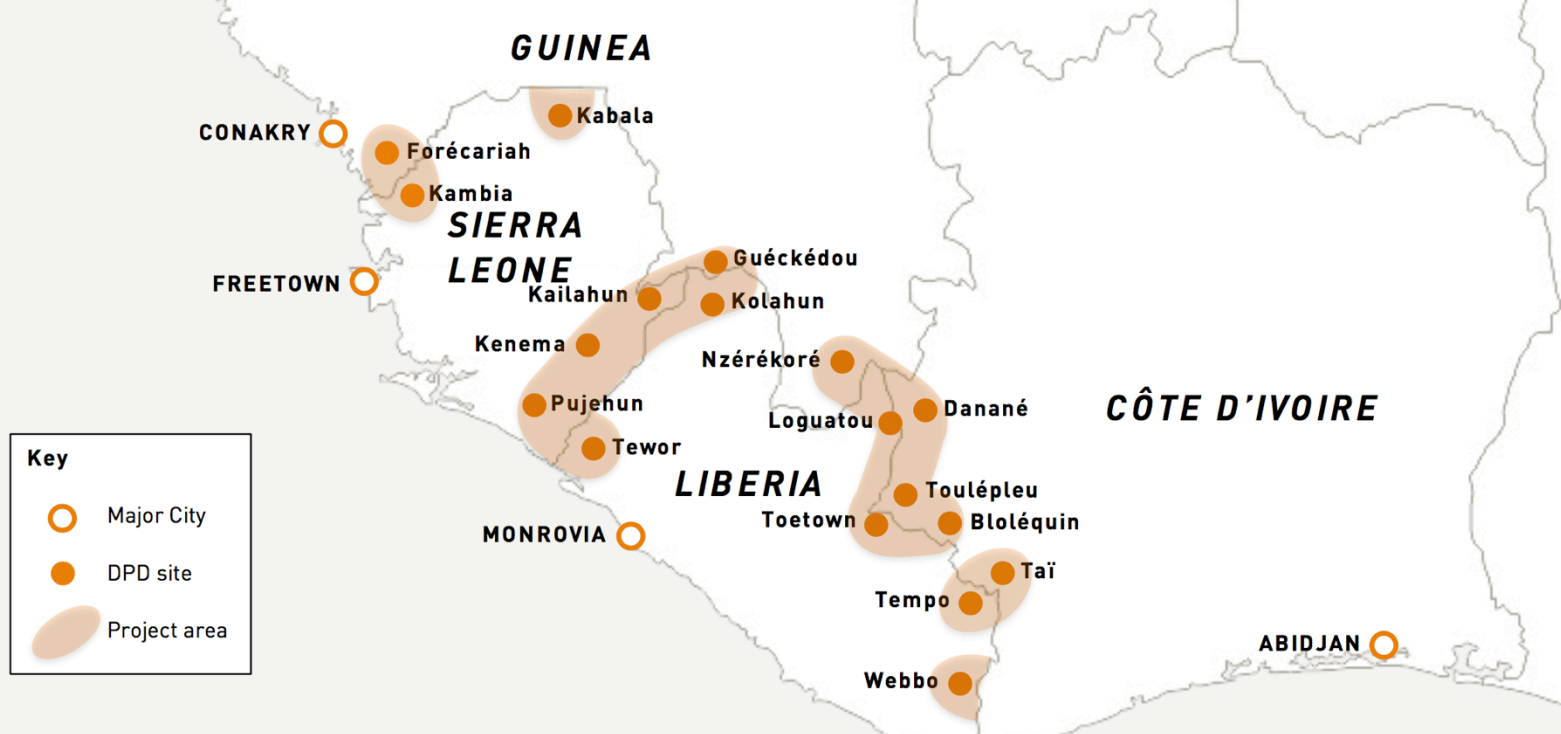 GUINEA
Kabala
CONAKRY
Forécariah
Kambia
SIERRA
LEONE
Guéckédou
FREETOWN
Kailahun
Kolahun
Kenema
Nzérékoré
Pujehun
Danané
CÔTE D'IVOIRE
Loguatou
Tewor
LIBERIA
Toulépleu
Toetown
Bloléquin
MONROVIA
Taï
Tempo
ABIDJAN
Webbo
Key
Major City
DPD site
Project area